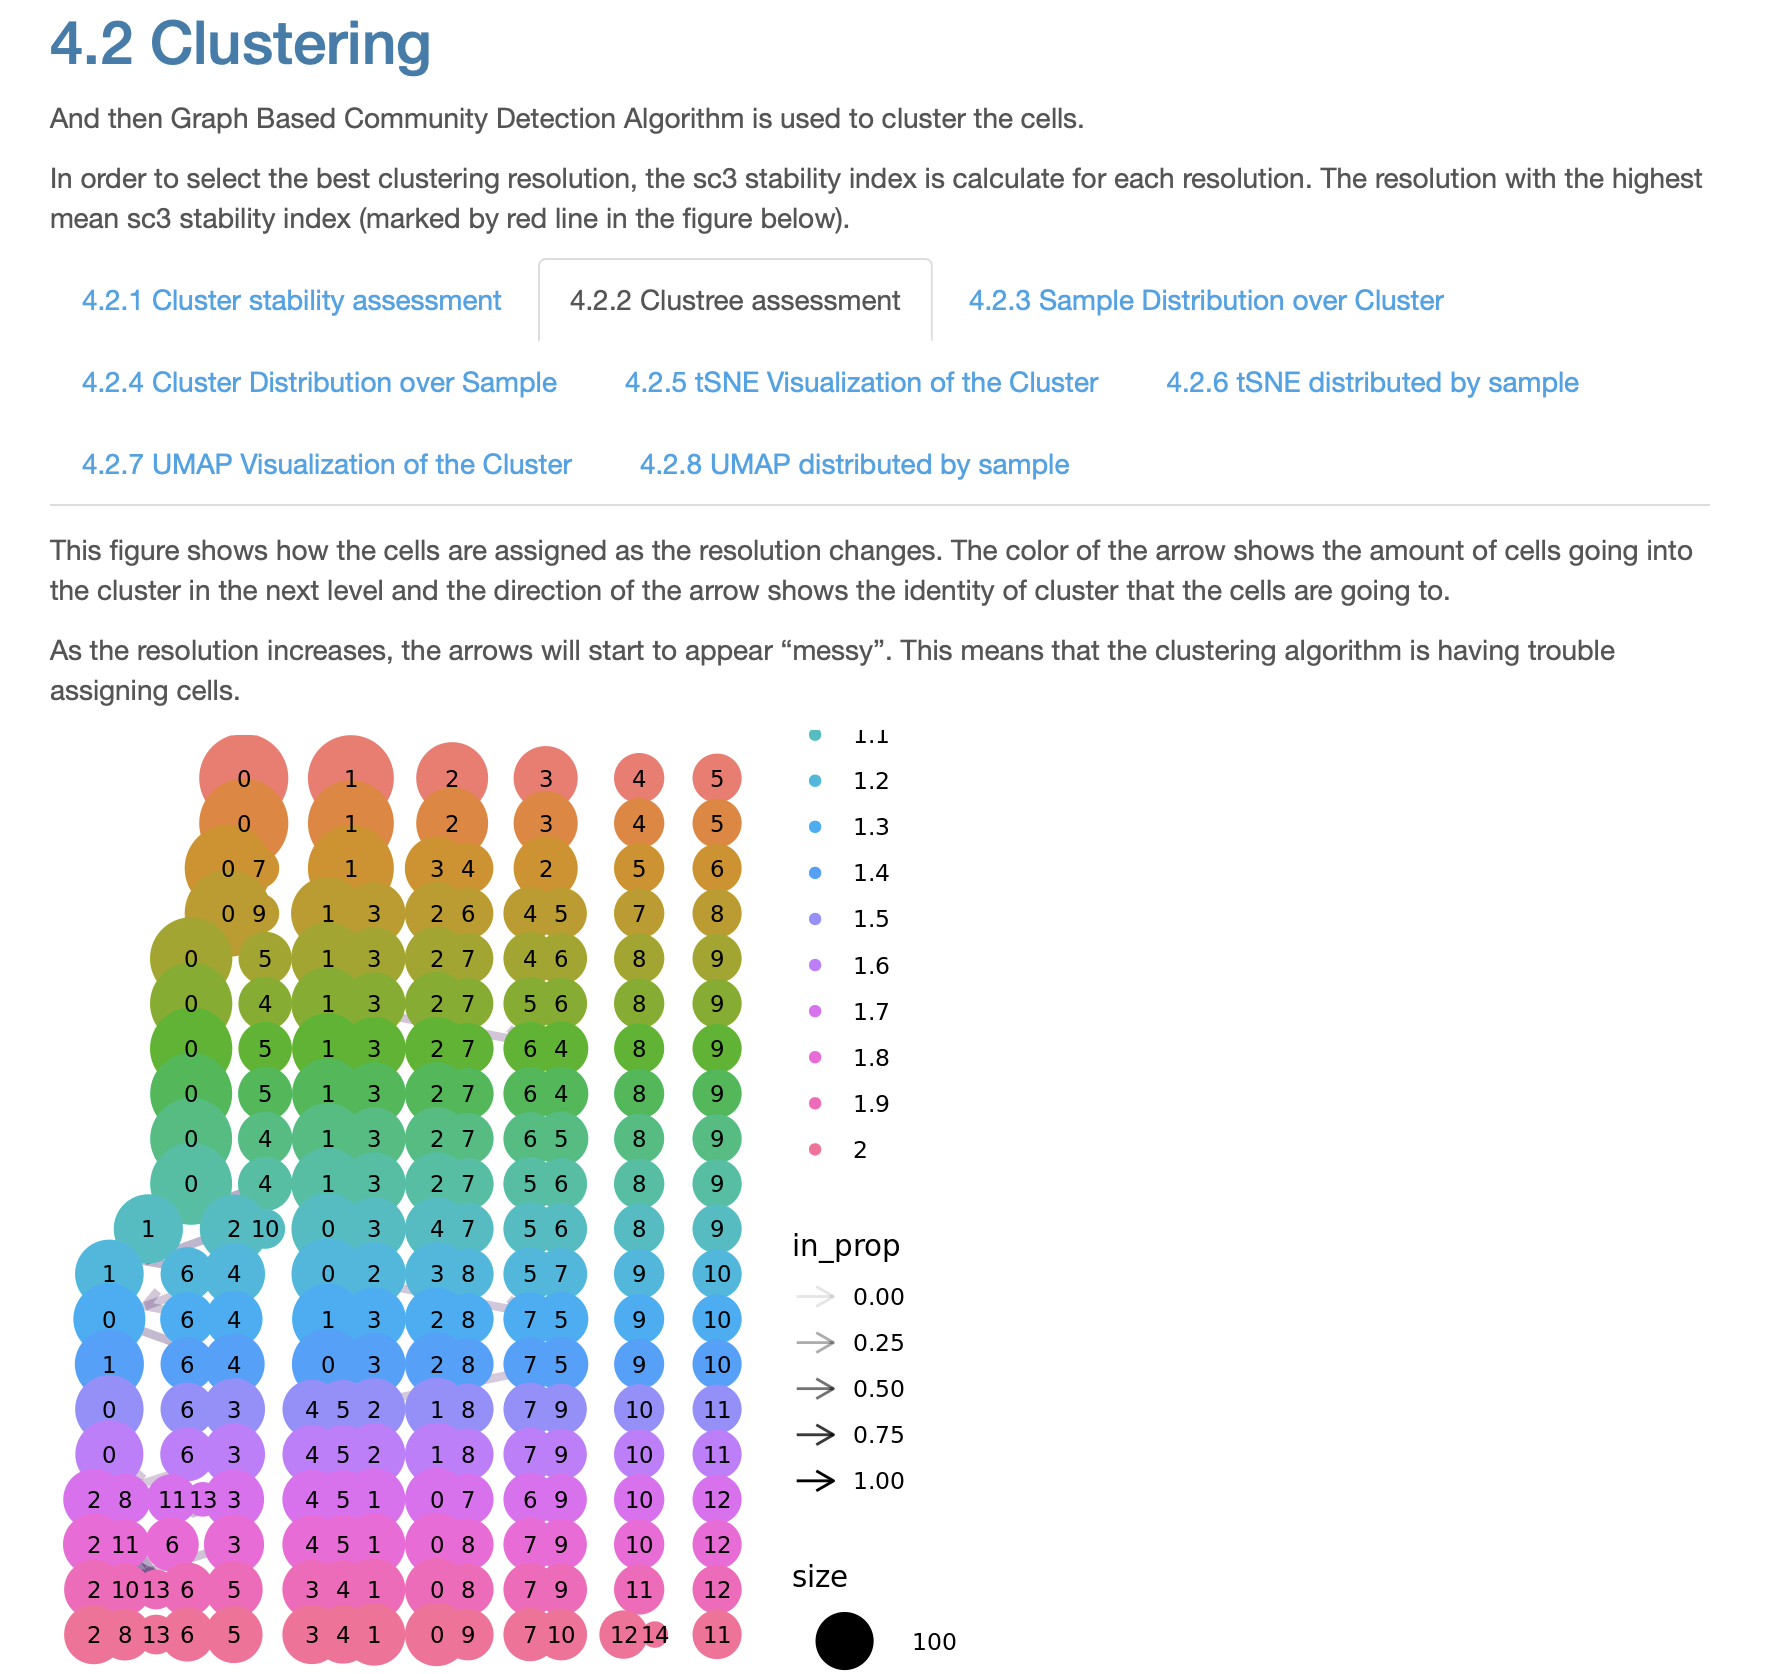 4.2 Clustering
And then Graph Based Community Detection Algorithm is used to cluster the cells.
In order to select the best clustering resolution, the sc3 stability index is calculate for each resolution. The resolution with the highest
mean sc3 stability index (marked by red line in the figure below).
4.2.1 Cluster stability assessment 4.2.2 Clustree assessment 4.2.3 Sample Distribution over Cluster
4.2.4 Cluster Distribution over Sample 4.2.5 tSNE Visualization of the Cluster 4.2.6 tSNE distributed by sample
4.2.7 UMAP Visualization of the Cluster 4.2.8 UMAP distributed by sample
This figure shows how the cells are assigned as the resolution changes. The color of the arrow shows the amount of cells going into
the cluster in the next level and the direction of the arrow shows the identity of cluster that the cells are going to.
As the resolution increases, the arrows will start to appear “messy”. This means that the clustering algorithm is having trouble
assigning cells.
0 1 2 3 4 5
0 1 2 3 4 5
0 7 1 3 4 2 5 6
0 9 1 3 2 6 4 5 7 8
0 5 1 3 2 7 4 6 8 9
0 4 1 3 2 7 5 6 8 9
0 5 1 3 2 7 6 4 8 9
0 5 1 3 2 7 6 4 8 9
0 4 1 3 2 7 6 5 8 9
0 4 1 3 2 7 5 6 8 9
1 2 10 0 3 4 7 5 6 8 9
1 6 4 0 2 3 8 5 7 9 10
0 6 4 1 3 2 8 7 5 9 10
1 6 4 0 3 2 8 7 5 9 10
0 6 3 4 5 2 1 8 7 9 10 11
0 6 3 4 5 2 1 8 7 9 10 11
2 8 11 13 3 4 5 1 0 7 6 9 10 12
2 11 6 3 4 5 1 0 8 7 9 10 12
2 10 13 6 5 3 4 1 0 8 7 9 11 12
2 8 13 6 5 3 4 1 0 9 7 10 12 14 11
1.1
1.2
1.3
1.4
1.5
1.6
1.7
1.8
1.9
2
in_prop
0.00
0.25
0.50
0.75
1.00
size
100